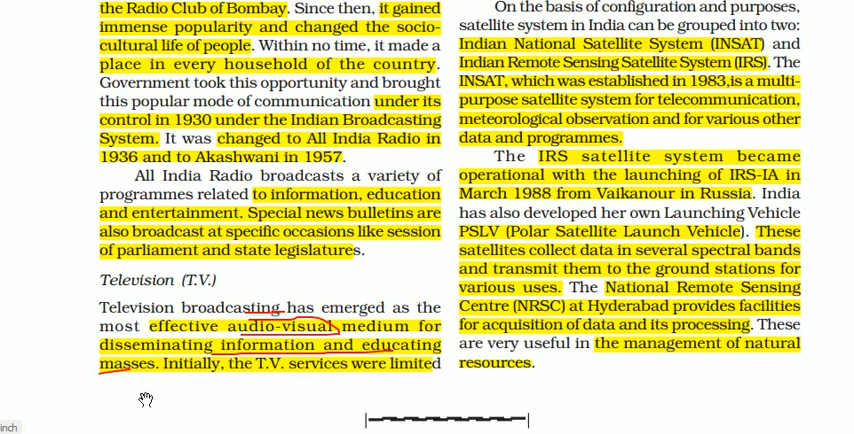 the Radio Club of Bombay. Since then, it gained
immense popularity and changed the socio-
cultural life of people. Within no time, it made a
place in every household of the country.
Government took this opportunity and brought
this popular mode of communication under its
control in 1930 under the Indian Broadcasting
System. It was changed to All India Radio in
1936 and to Akashwani in 1957.
All India Radio broadcasts a variety of
programmes related to information, education
and entertainment. Special news bulletins are
also broadcast at specific occasions like session
of parliament and state legislatures.
Television (T.V.)
Television broadcasting has emerged as the
most effective audio-visual medium for
disseminating information and educating
masses. Initially, the T.V. services were limited
On the basis of configuration and purposes,
satellite system in India can be grouped into two:
Indian National Satellite System (INSAT) and
Indian Remote Sensing Satellite System (IRS). The
INSAT, which was established in 1983,is a multi-
purpose satellite system for telecommunication,
meteorological observation and for various other
data and programmes.
The IRS satellite system became
operational with the launching of IRS-IA in
March 1988 from Vaikanour in Russia. India
has also developed her own Launching Vehicle
PSLV (Polar Satellite Launch Vehicle). These
satellites collect data in several spectral bands
and transmit them to the ground stations for
various uses. The National Remote Sensing
Centre (NRSC) at Hyderabad provides facilities
for acquisition of data and its processing. These
are very useful in the management of natural
resources.
inch